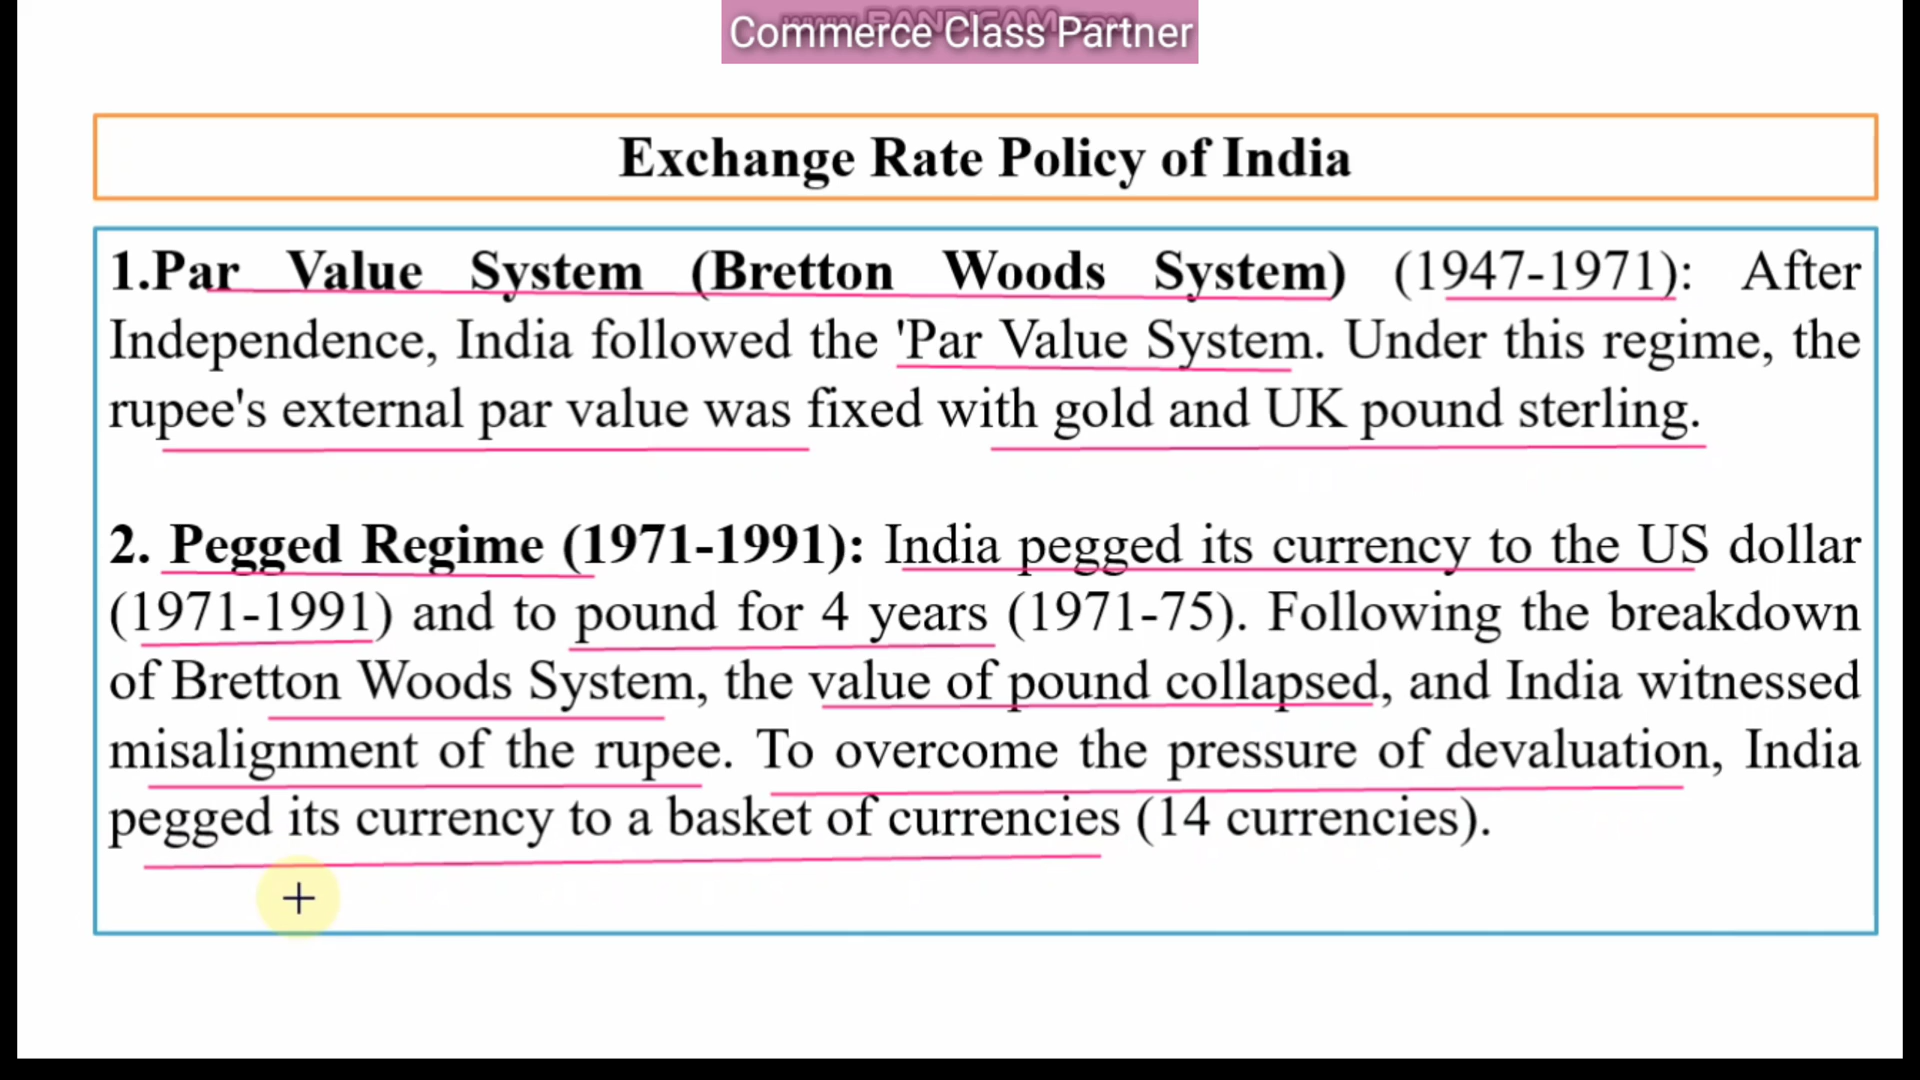 www.BANDICAM.com
Commerce Class Partner
Exchange Rate Policy of India
1.Par Value System (Bretton Woods System) (1947-1971): After
Independence, India followed the 'Par Value System. Under this regime, the
rupee's external par value was fixed with gold and UK pound sterling.
2. Pegged Regime (1971-1991): India pegged its currency to the US dollar
(1971-1991) and to pound for 4 years (1971-75). Following the breakdown
of Bretton Woods System, the value of pound collapsed, and India witnessed
misalignment of the rupee. To overcome the pressure of devaluation, India
pegged its currency to a basket of currencies (14 currencies).